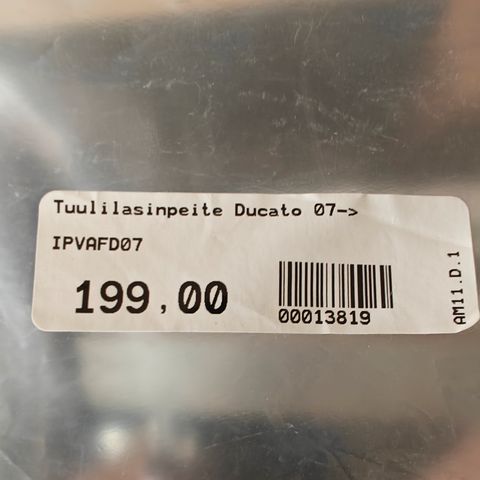 Tuulilasinpeite Ducato 07->
IPVAFD07
199,00
00013819
AM11.D.1